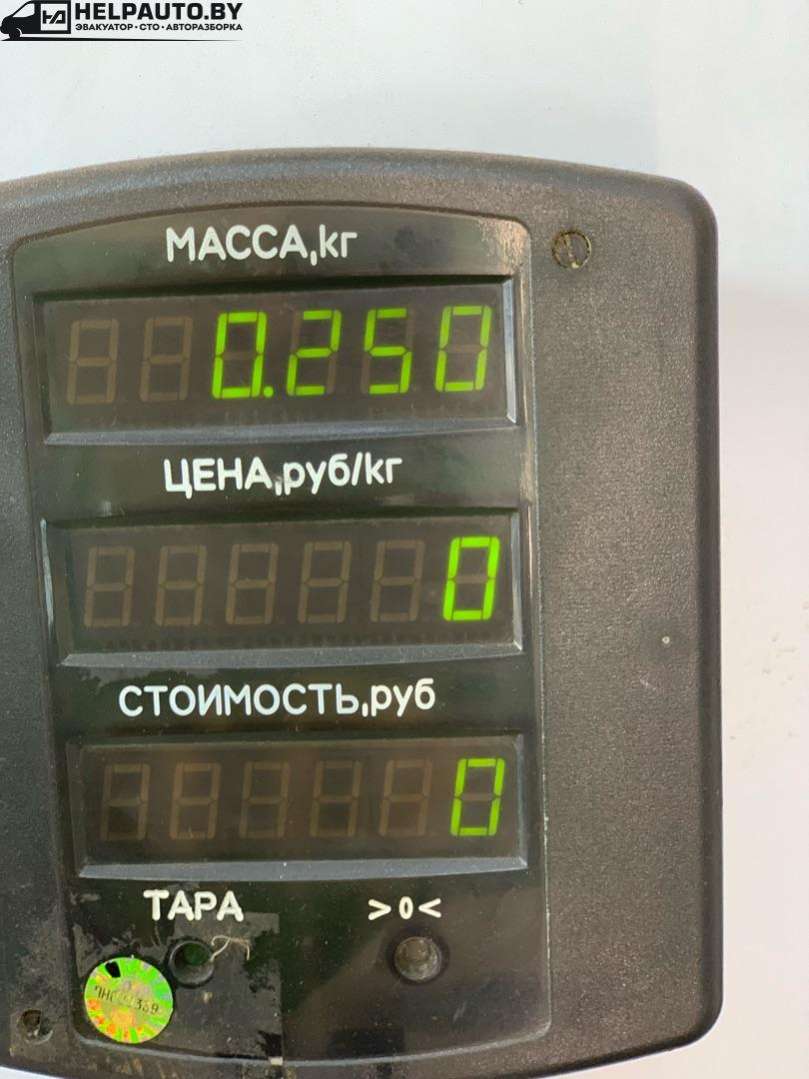 HELPAUTO.BY
ЭВАКУАТОР·СТО·АВТОРАЗБОРКА
МАССА,кг
0.250
ЦЕНА,руб/кг
0
СТОИМОСТЬ,руб
0
ТАРА >0<